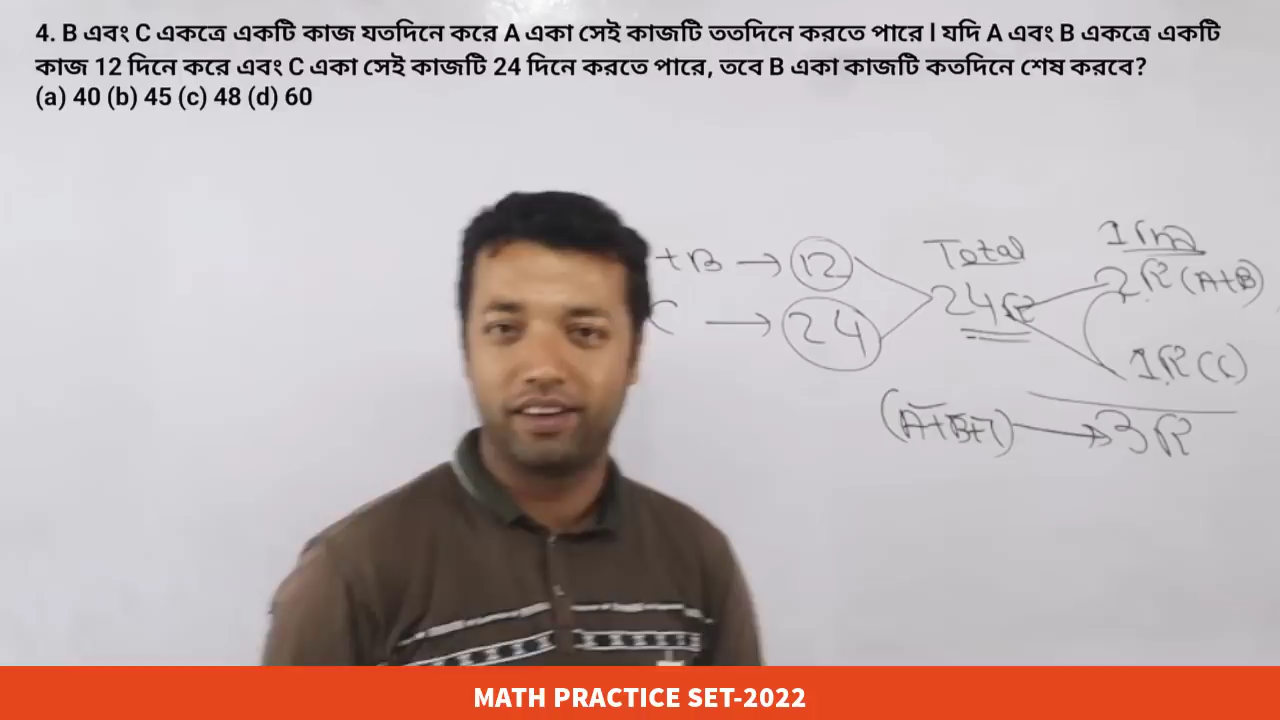 4. B এবং C একত্রে একটি কাজ যতদিনে করে A একা সেই কাজটি ততদিনে করতে পারে l যদি A এবং B একত্রে একটি
কাজ 12 দিনে করে এবং C একা সেই কাজটি 24 দিনে করতে পারে, তবে B একা কাজটি কতদিনে শেষ করবে?
(a) 40 (b) 45 (c) 48 (d) 60
+B → 12
C → 24
Total
24
2 (A+B)
1 (C)
(A+B+C) → 3
MATH PRACTICE SET-2022